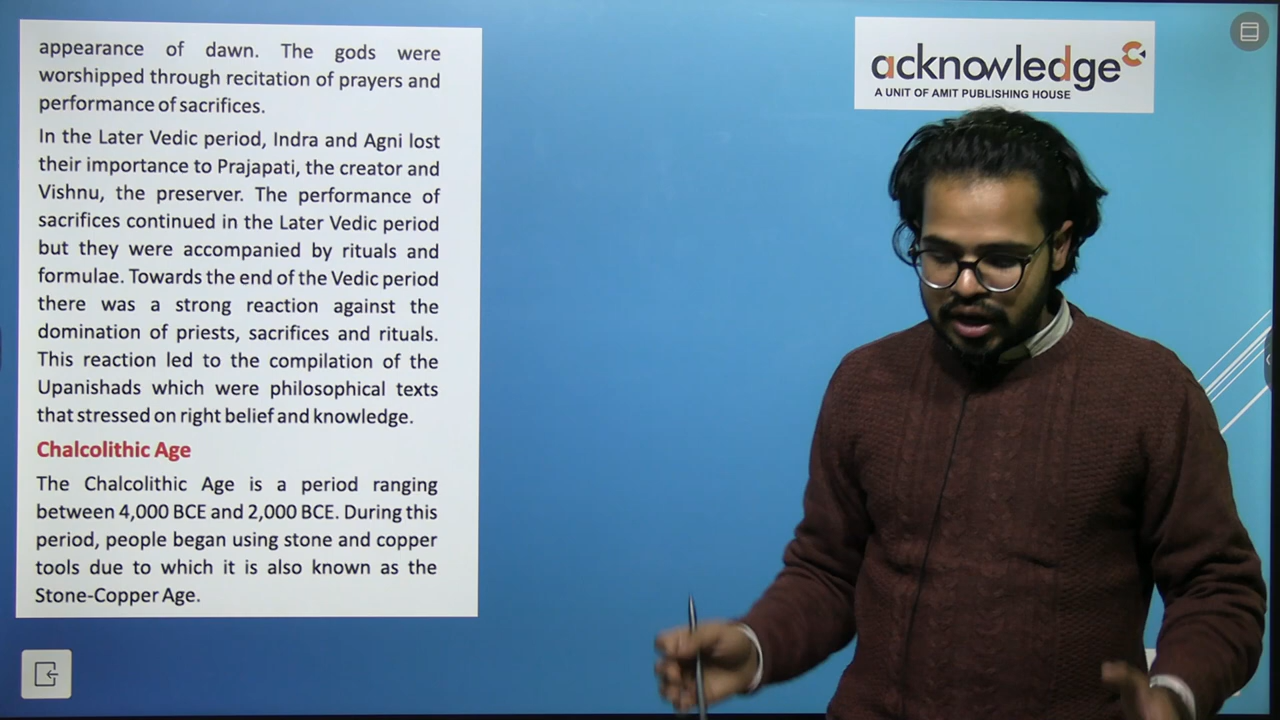 appearance of dawn. The gods were
worshipped through recitation of prayers and
performance of sacrifices.
In the Later Vedic period, Indra and Agni lost
their importance to Prajapati, the creator and
Vishnu, the preserver. The performance of
sacrifices continued in the Later Vedic period
but they were accompanied by rituals and
formulae. Towards the end of the Vedic period
there was a strong reaction against the
domination of priests, sacrifices and rituals.
This reaction led to the compilation of the
Upanishads which were philosophical texts
that stressed on right belief and knowledge.
Chalcolithic Age
The Chalcolithic Age is a period ranging
between 4,000 BCE and 2,000 BCE. During this
period, people began using stone and copper
tools due to which it is also known as the
Stone-Copper Age.
acknowledge
A UNIT OF AMIT PUBLISHING HOUSE